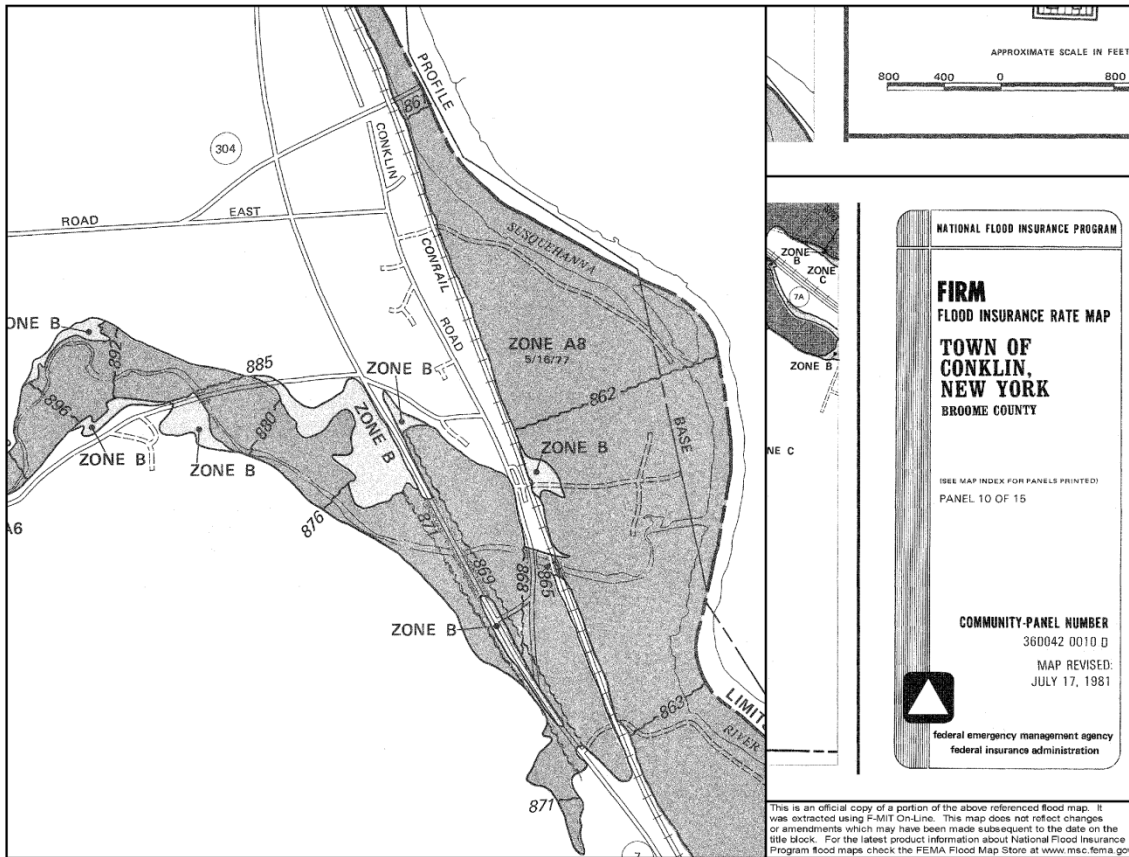 PROFILE
861
304
CONKLIN
ROAD
EAST
SUSQUEHANNA
CONRAIL
ROAD
ZONE A8
5/16/77
ZONE B
892
885
ZONE B
862
BASE
896
880
ZONE B
ZONE B
ZONE B
ZONE B
876
A6
871
869
868
865
ZONE B
863
LIMITS
RIVER
871
7
APPROXIMATE SCALE IN FEET
800 400 0 800
ZONE
B
ZONE
C
7A
ZONE B
NE C
NATIONAL FLOOD INSURANCE PROGRAM
FIRM
FLOOD INSURANCE RATE MAP
TOWN OF
CONKLIN,
NEW YORK
BROOME COUNTY
(SEE MAP INDEX FOR PANELS PRINTED)
PANEL 10 OF 15
COMMUNITY-PANEL NUMBER
360042 0010 D
MAP REVISED:
JULY 17, 1981
federal emergency management agency
federal insurance administration
This is an official copy of a portion of the above referenced flood map. It
was extracted using F-MIT On-Line. This map does not reflect changes
or amendments which may have been made subsequent to the date on the
title block. For the latest product information about National Flood Insurance
Program flood maps check the FEMA Flood Map Store at www.msc.fema.gov